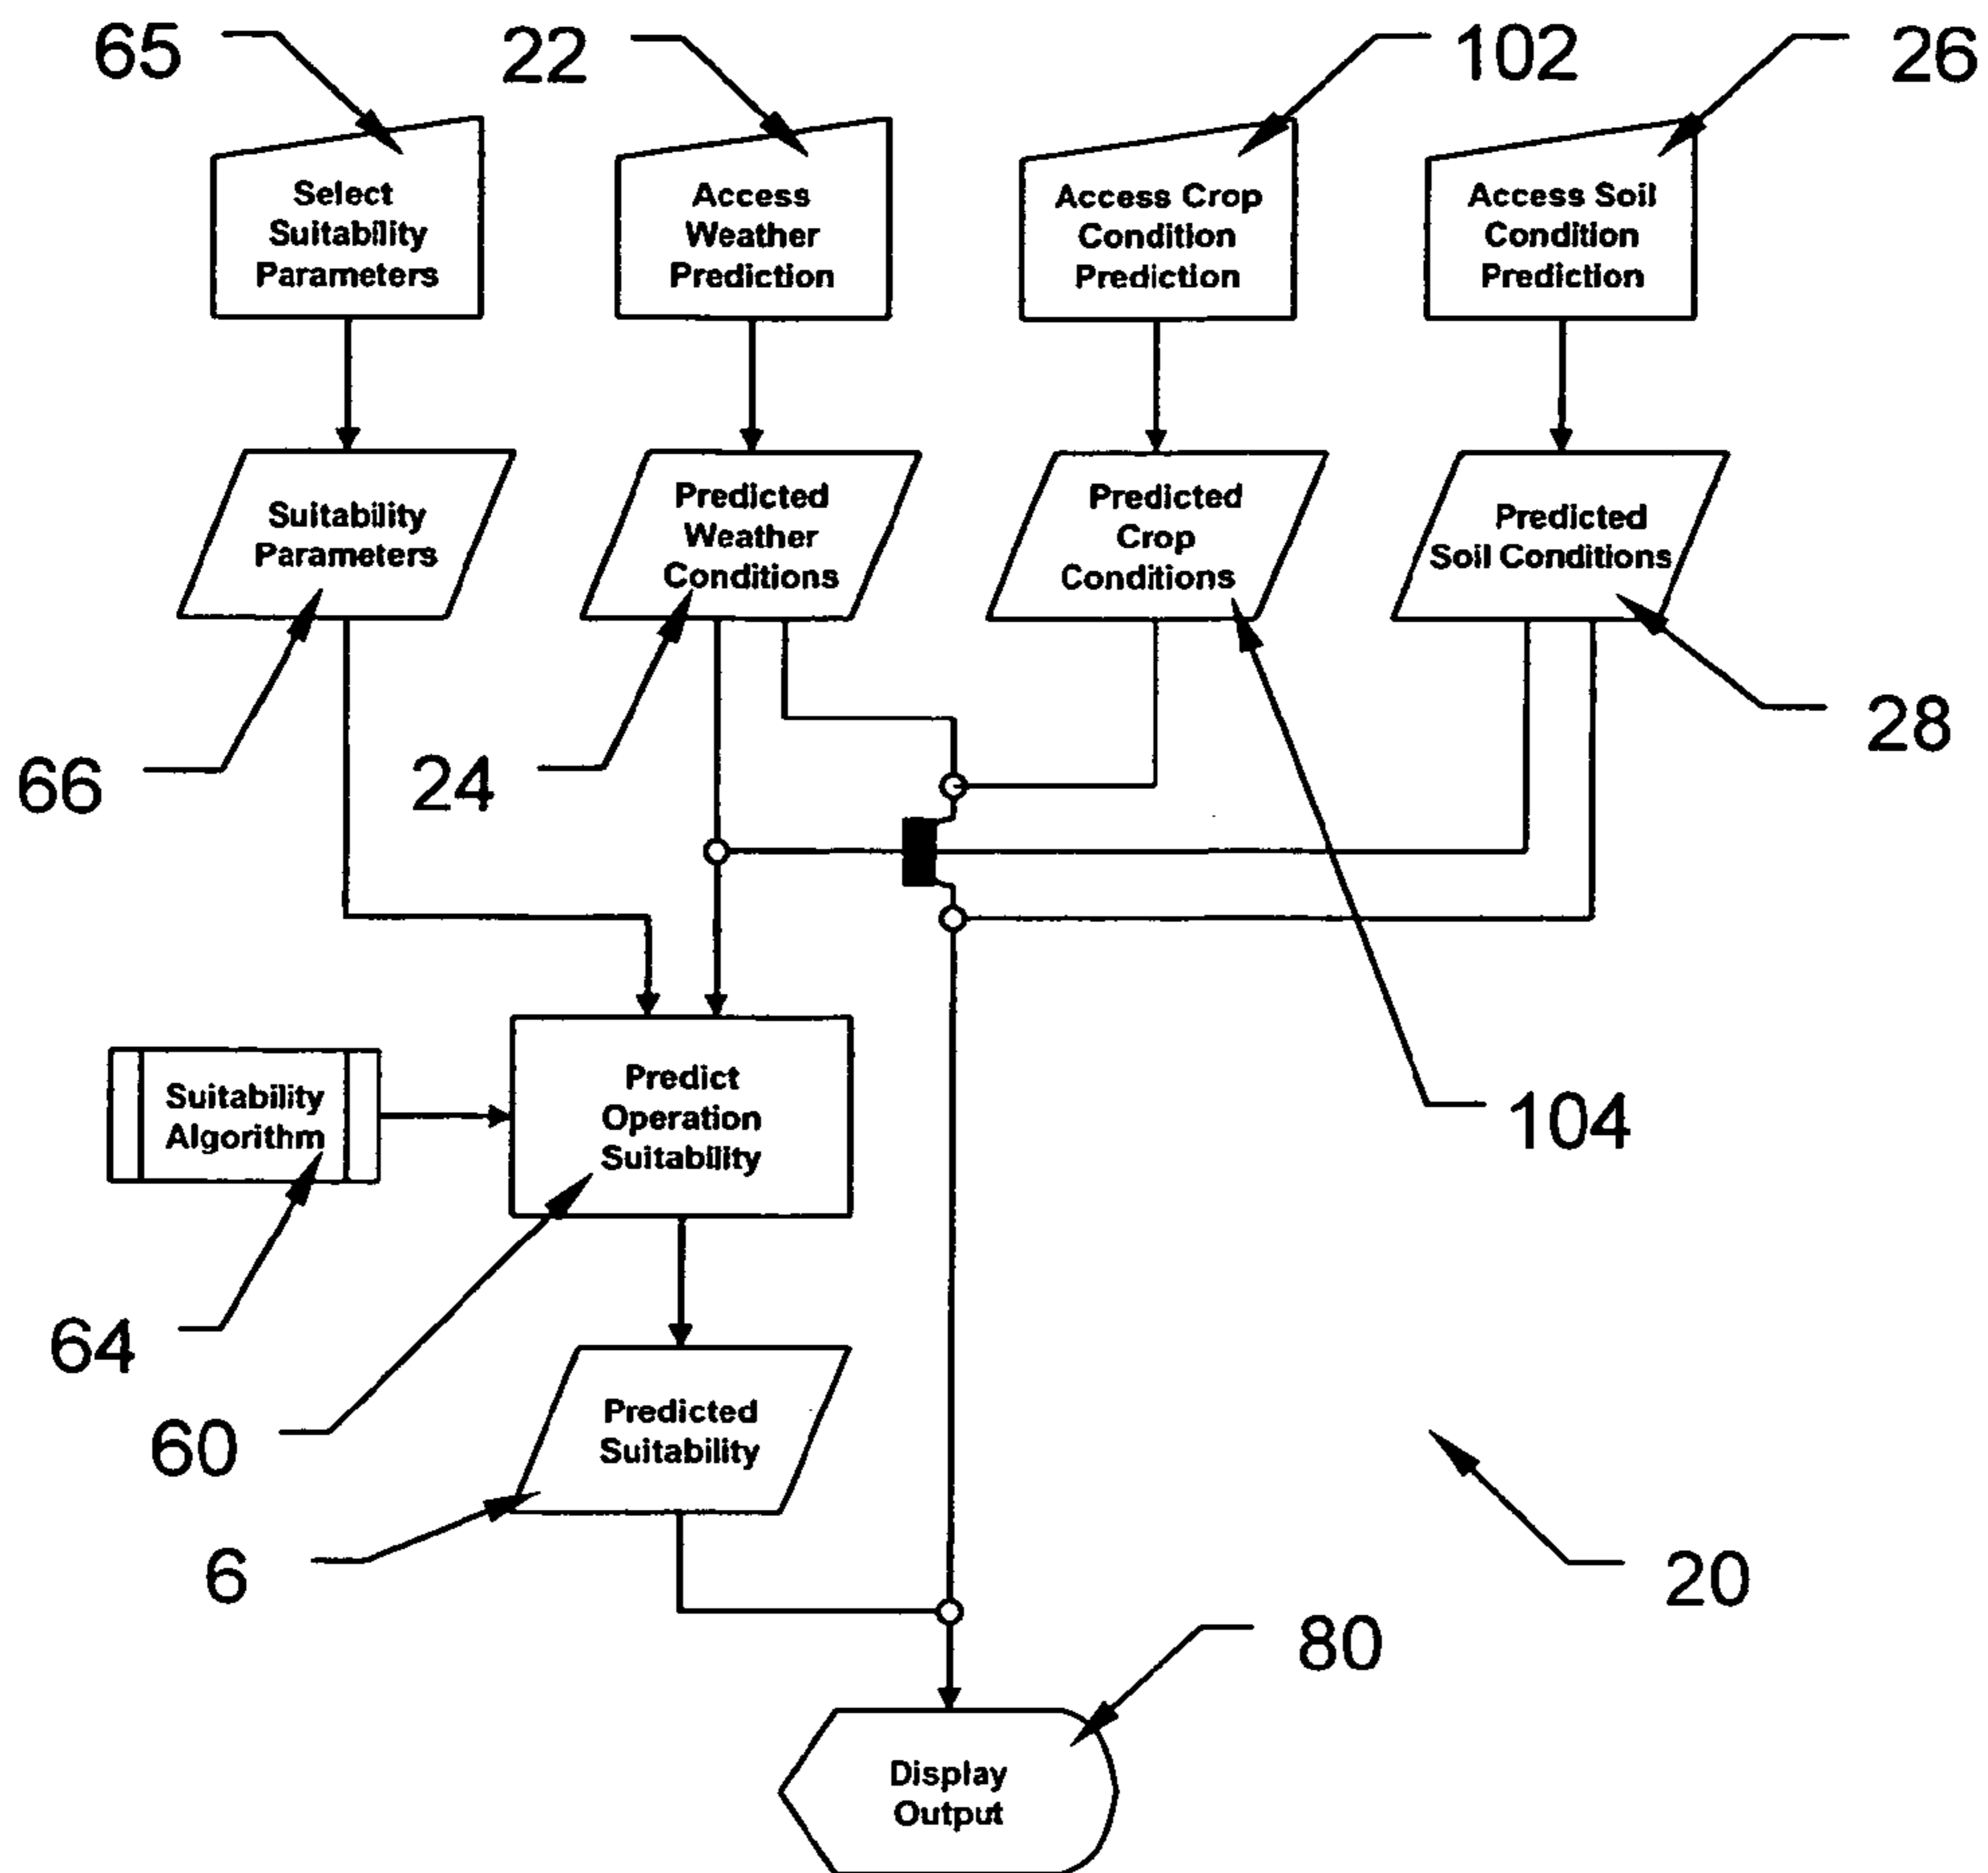 65
22
102
26
Select
Suitability
Parameters
Access
Weather
Prediction
Access Crop
Condition
Prediction
Access Soil
Condition
Prediction
Suitability
Parameters
Predicted
Weather
Conditions
Predicted
Crop
Conditions
Predicted
Soil Conditions
66
24
28
Suitability
Algorithm
Predict
Operation
Suitability
104
64
60
Predicted
Suitability
6
20
80
Display
Output